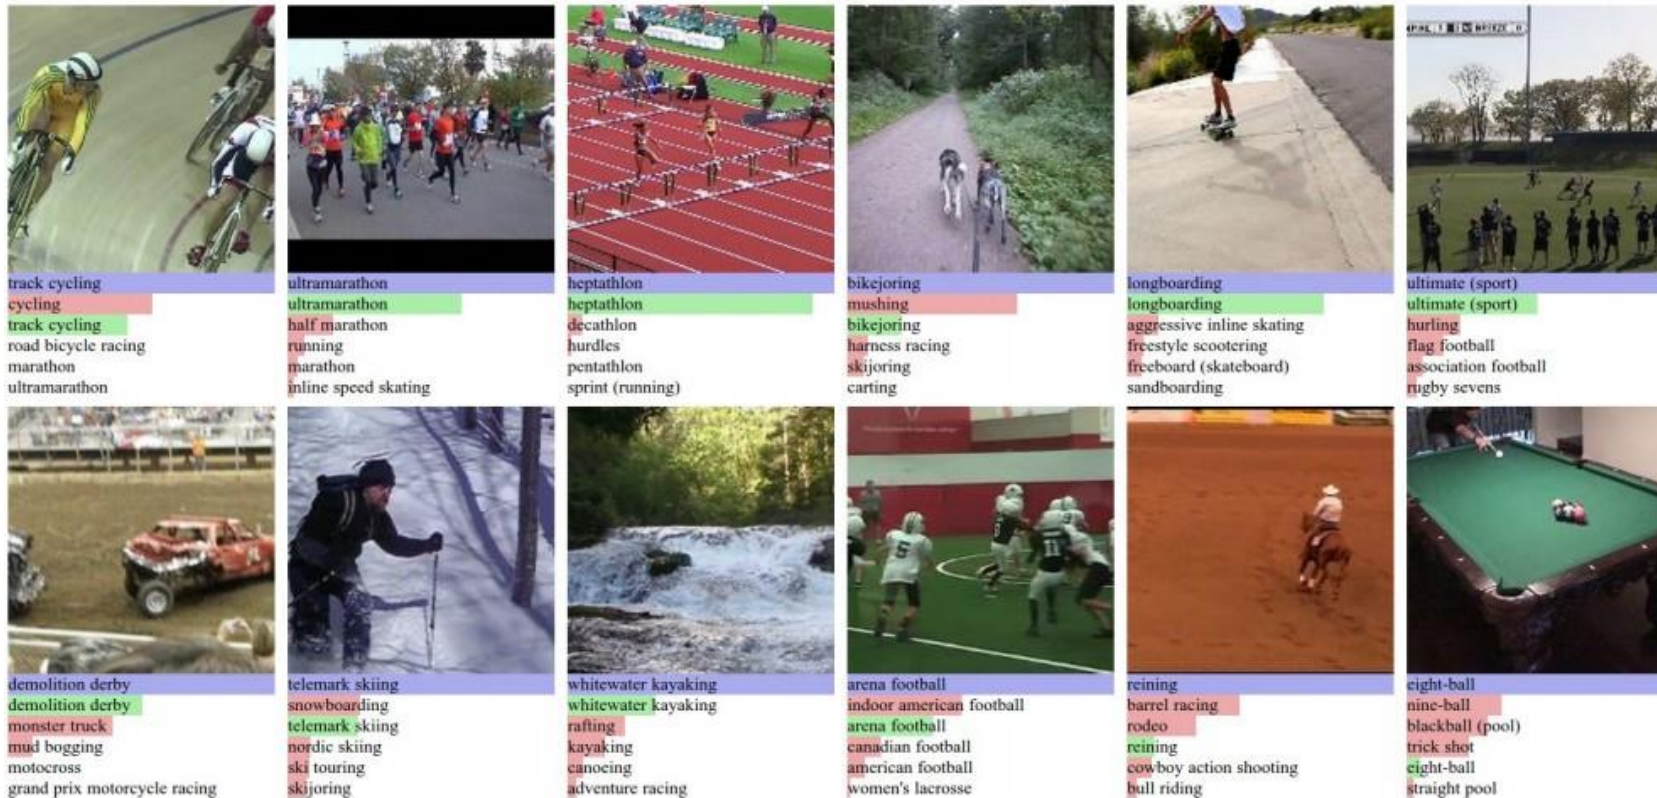 track cycling
cycling
track cycling
road bicycle racing
marathon
ultramarathon
ultramarathon
ultramarathon
half marathon
running
marathon
inline speed skating
heptathlon
heptathlon
decathlon
hurdles
pentathlon
sprint (running)
bikejoring
mushing
bikejoring
harness racing
skijoring
carting
longboarding
longboarding
aggressive inline skating
freestyle scootering
freeboard (skateboard)
sandboarding
ultimate (sport)
ultimate (sport)
hurling
flag football
association football
rugby sevens
demolition derby
demolition derby
monster truck
mud bogging
motocross
grand prix motorcycle racing
telemark skiing
snowboarding
telemark skiing
nordic skiing
ski touring
skijoring
whitewater kayaking
whitewater kayaking
rafting
kayaking
canoeing
adventure racing
5
11
arena football
indoor american football
arena football
canadian football
american football
women's lacrosse
reining
barrel racing
rodeo
reining
cowboy action shooting
bull riding
eight-ball
nine-ball
blackball (pool)
trick shot
eight-ball
straight pool